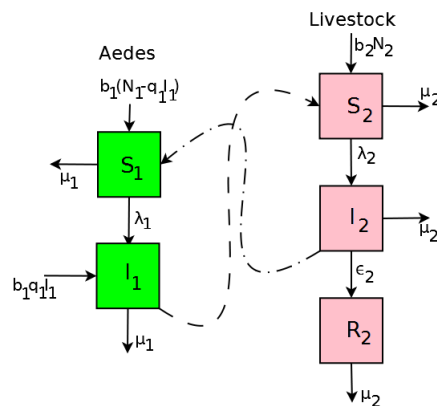 Livestock
Aedes
b₂N₂
b₁(N₁-q₁I₁)
S₂
μ₂
S₁
μ₁
λ₂
λ₁
I₂
μ₂
I₁
b₁q₁I₁
ϵ₂
R₂
μ₁
μ₂